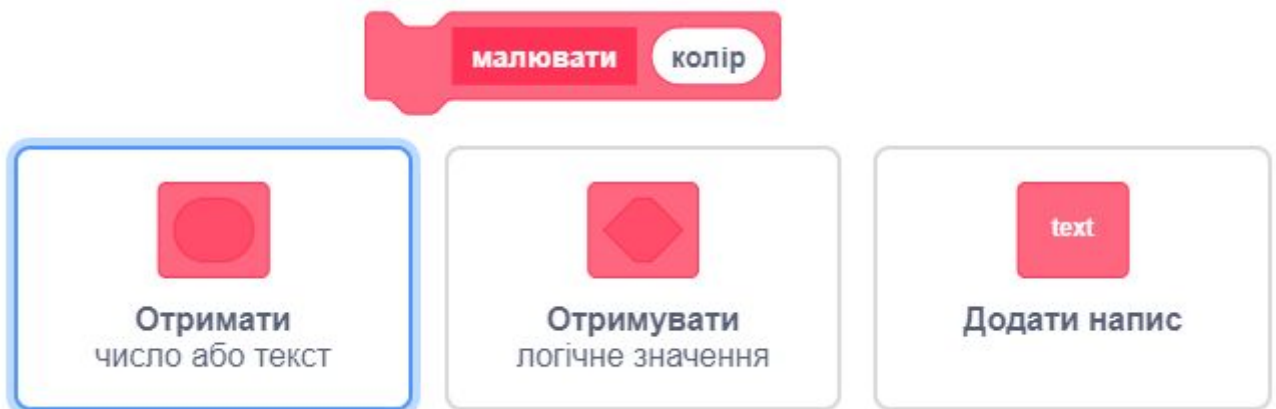 малювати колір
text
Отримати
число або текст
Отримувати
логічне значення
Додати напис